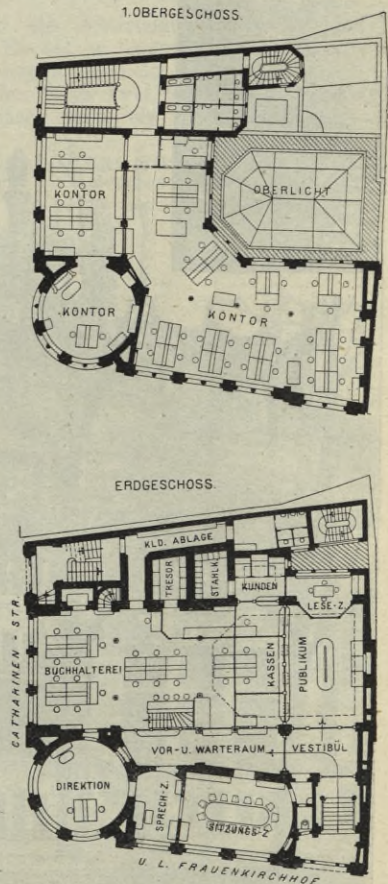 1. OBERGESCHOSS.
KONTOR
OBERLICHT
KONTOR
KONTOR
ERDGESCHOSS.
KLD. ABLAGE
TRESOR
STAHLK.
KUNDEN
LESE-Z.
CATHARINEN - STR.
BUCHHALTEREI
KASSEN
PUBLIKUM
VOR-U. WARTERAUM
VESTIBÜL
DIREKTION
SPRECH-Z.
SITZUNGS-Z
U. L. FRAUENKIRCHHOF